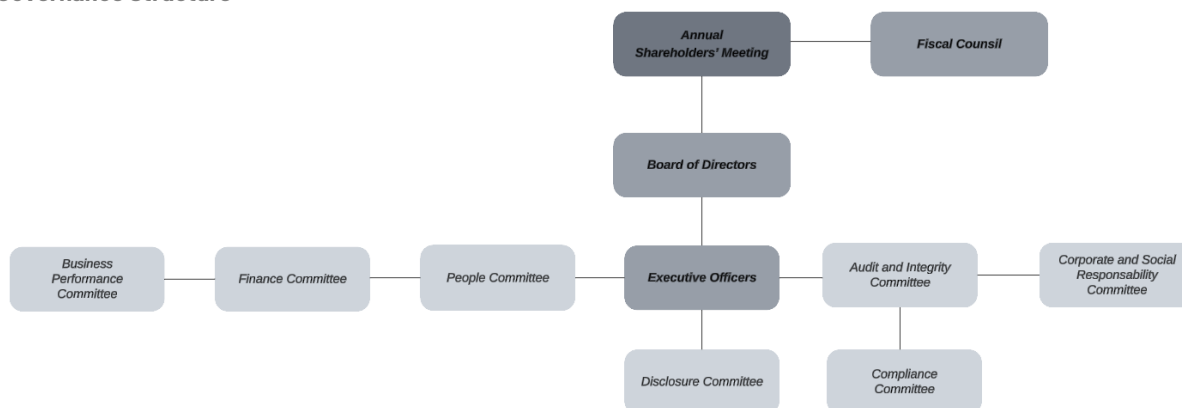 Annual
Shareholders' Meeting
Fiscal Counsil
Board of Directors
Business
Performance
Committee
Finance Committee
People Committee
Executive Officers
Audit and Integrity
Committee
Corporate and Social
Responsability
Committee
Disclosure Committee
Compliance
Committee